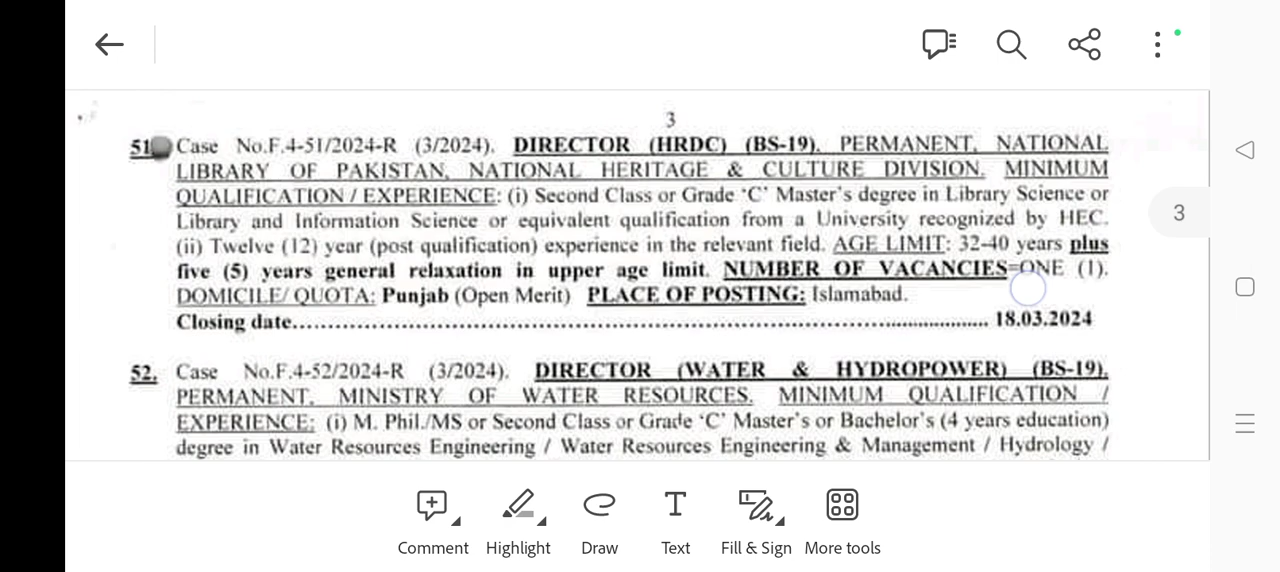 3
51 Case No.F.4-51/2024-R (3/2024). DIRECTOR (HRDC) (BS-19). PERMANENT, NATIONAL
LIBRARY OF PAKISTAN, NATIONAL HERITAGE & CULTURE DIVISION. MINIMUM
QUALIFICATION / EXPERIENCE: (i) Second Class or Grade ‘C’ Master’s degree in Library Science or
Library and Information Science or equivalent qualification from a University recognized by HEC.
(ii) Twelve (12) year (post qualification) experience in the relevant field. AGE LIMIT: 32-40 years plus
five (5) years general relaxation in upper age limit. NUMBER OF VACANCIES=ONE (1).
DOMICILE/ QUOTA: Punjab (Open Merit) PLACE OF POSTING: Islamabad.
Closing date.......................................................................................... 18.03.2024
3
52. Case No.F.4-52/2024-R (3/2024). DIRECTOR (WATER & HYDROPOWER) (BS-19).
PERMANENT, MINISTRY OF WATER RESOURCES. MINIMUM QUALIFICATION /
EXPERIENCE: (i) M. Phil./MS or Second Class or Grade ‘C’ Master’s or Bachelor’s (4 years education)
degree in Water Resources Engineering / Water Resources Engineering & Management / Hydrology /
Comment Highlight Draw Text Fill & Sign More tools